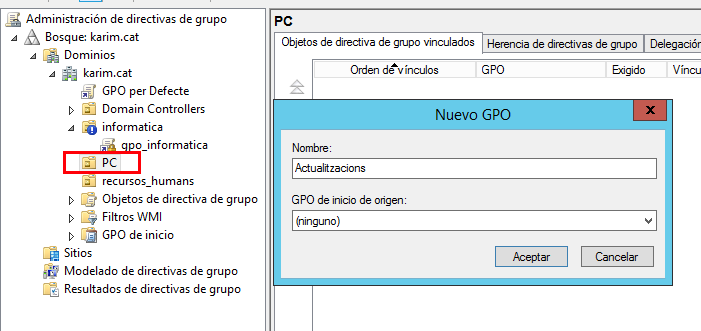 Administración de directivas de grupo
Bosque: karim.cat
Dominios
karim.cat
GPO per Defecte
Domain Controllers
informatica
gpo_informatica
PC
recursos_humans
Objetos de directiva de grupo
Filtros WMI
GPO de inicio
Sitios
Modelado de directivas de grupo
Resultados de directivas de grupo
PC
Objetos de directiva de grupo vinculados
Herencia de directivas de grupo
Delegación
Orden de vínculos
GPO
Exigido
Víncu
Nuevo GPO
x
Nombre:
Actualitzacions
GPO de inicio de origen:
(ninguno)
Aceptar
Cancelar